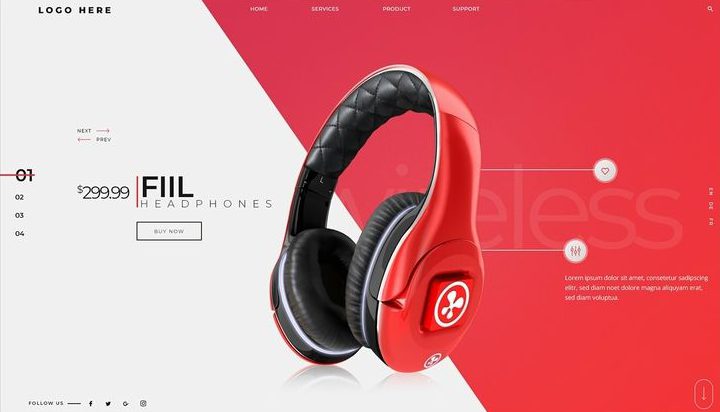 LOGO HERE
HOME
SERVICES
PRODUCT
SUPPORT
NEXT
PREV
01
02
03
04
$299.99
FIIL
HEADPHONES
BUY NOW
L
wireless
Lorem ipsum dolor sit amet, consetetur sadipscing
elitr, sed diam noet dolore magna aliquyam erat,
sed diam voluptua.
EN
DE
FR
FOLLOW US